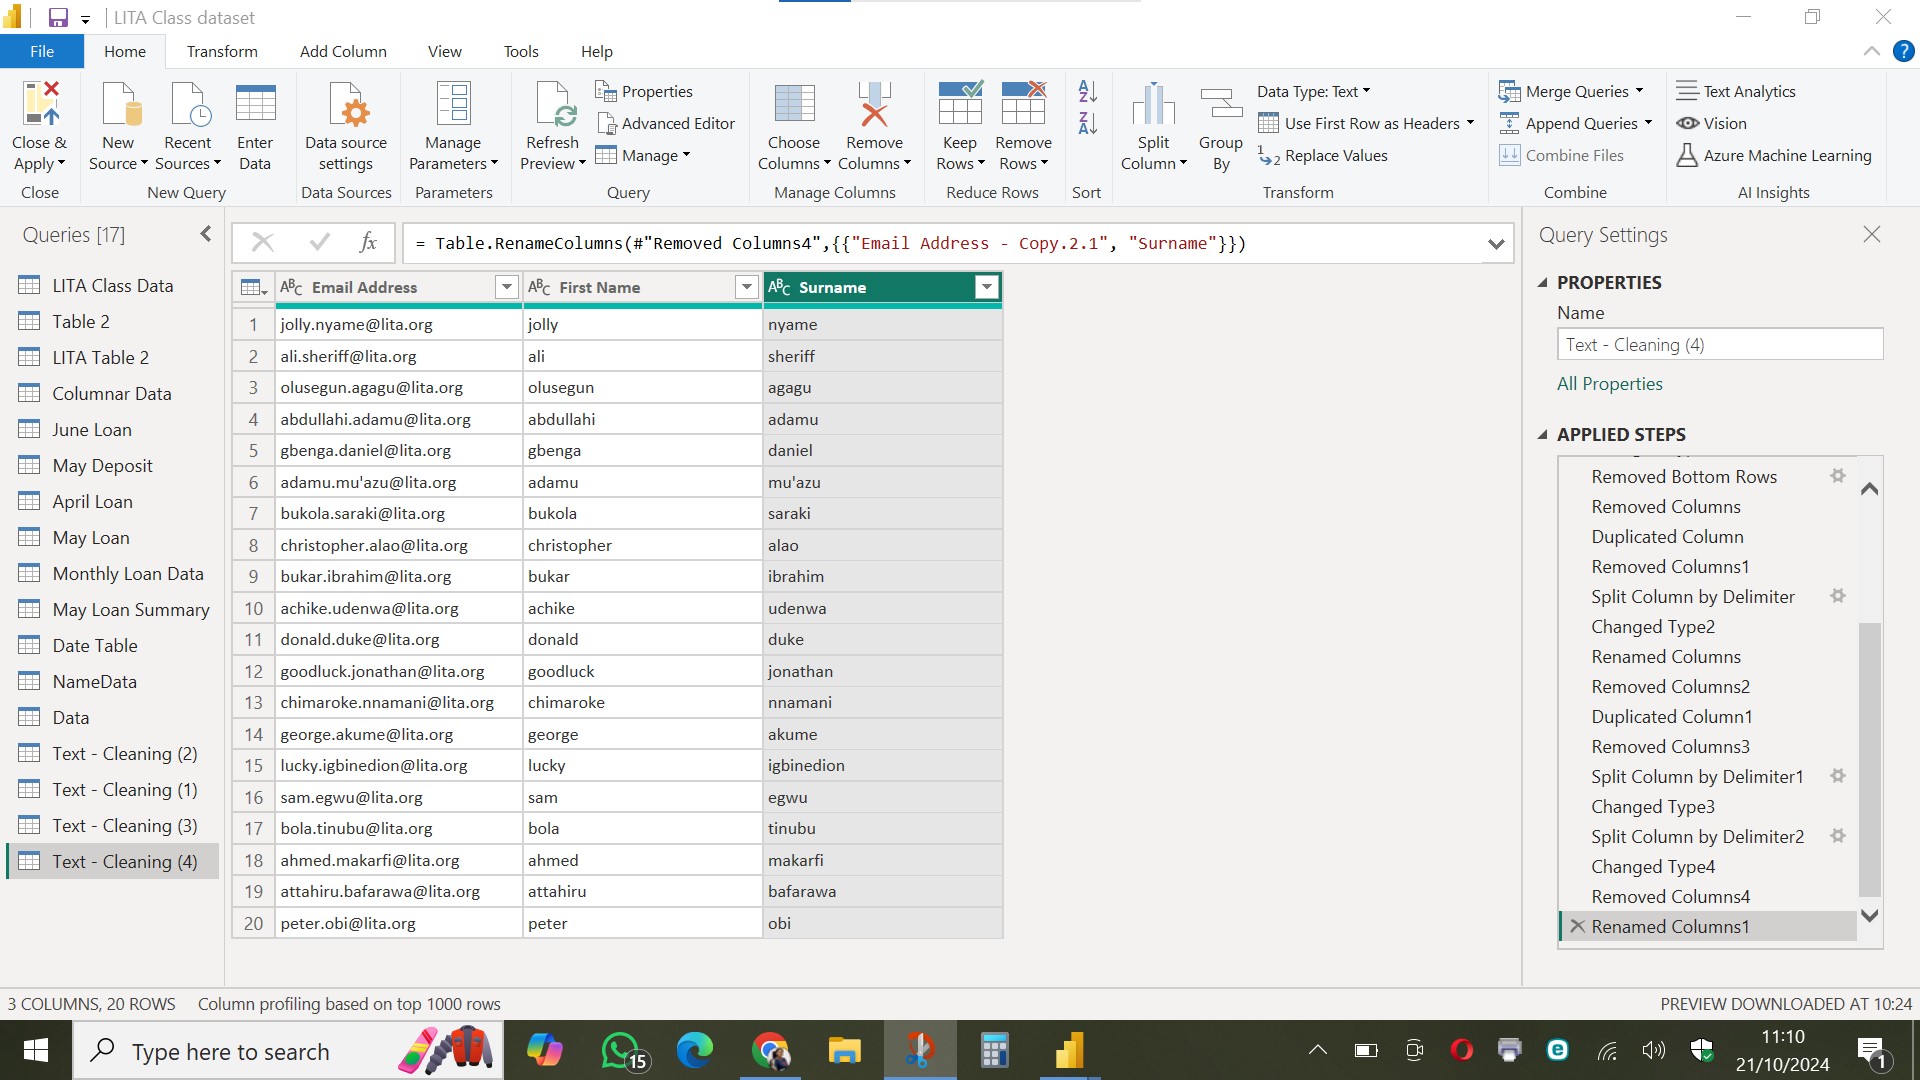 LITA Class dataset
File Home Transform Add Column View Tools Help
Close & Apply
New Source
Recent Sources
Enter Data
Data source settings
Manage Parameters
Refresh Preview
Properties
Advanced Editor
Manage
Choose Columns
Remove Columns
Keep Rows
Remove Rows
Split Column
Group By
Data Type: Text
Use First Row as Headers
Replace Values
Merge Queries
Append Queries
Combine Files
Text Analytics
Vision
Azure Machine Learning
Close New Query Data Sources Parameters Query Manage Columns Reduce Rows Sort Transform Combine AI Insights
Queries [17]
LITA Class Data
Table 2
LITA Table 2
Columnar Data
June Loan
May Deposit
April Loan
May Loan
Monthly Loan Data
May Loan Summary
Date Table
NameData
Data
Text - Cleaning (2)
Text - Cleaning (1)
Text - Cleaning (3)
Text - Cleaning (4)
fx = Table.RenameColumns(#"Removed Columns4",{{"Email Address - Copy.2.1", "Surname"}})
ABC Email Address ABC First Name ABC Surname
1 jolly.nyame@lita.org jolly nyame
2 ali.sheriff@lita.org ali sheriff
3 olusegun.agagu@lita.org olusegun agagu
4 abdullahi.adamu@lita.org abdullahi adamu
5 gbenga.daniel@lita.org gbenga daniel
6 adamu.mu'azu@lita.org adamu mu'azu
7 bukola.saraki@lita.org bukola saraki
8 christopher.alao@lita.org christopher alao
9 bukar.ibrahim@lita.org bukar ibrahim
10 achike.udenwa@lita.org achike udenwa
11 donald.duke@lita.org donald duke
12 goodluck.jonathan@lita.org goodluck jonathan
13 chimaroke.nnamani@lita.org chimaroke nnamani
14 george.akume@lita.org george akume
15 lucky.igbinedion@lita.org lucky igbinedion
16 sam.egwu@lita.org sam egwu
17 bola.tinubu@lita.org bola tinubu
18 ahmed.makarfi@lita.org ahmed makarfi
19 attahiru.bafarawa@lita.org attahiru bafarawa
20 peter.obi@lita.org peter obi
Query Settings
PROPERTIES
Name
Text - Cleaning (4)
All Properties
APPLIED STEPS
Removed Bottom Rows
Removed Columns
Duplicated Column
Removed Columns1
Split Column by Delimiter
Changed Type2
Renamed Columns
Removed Columns2
Duplicated Column1
Removed Columns3
Split Column by Delimiter1
Changed Type3
Split Column by Delimiter2
Changed Type4
Removed Columns4
Renamed Columns1
3 COLUMNS, 20 ROWS Column profiling based on top 1000 rows PREVIEW DOWNLOADED AT 10:24
Type here to search
15
11:10
21/10/2024
1